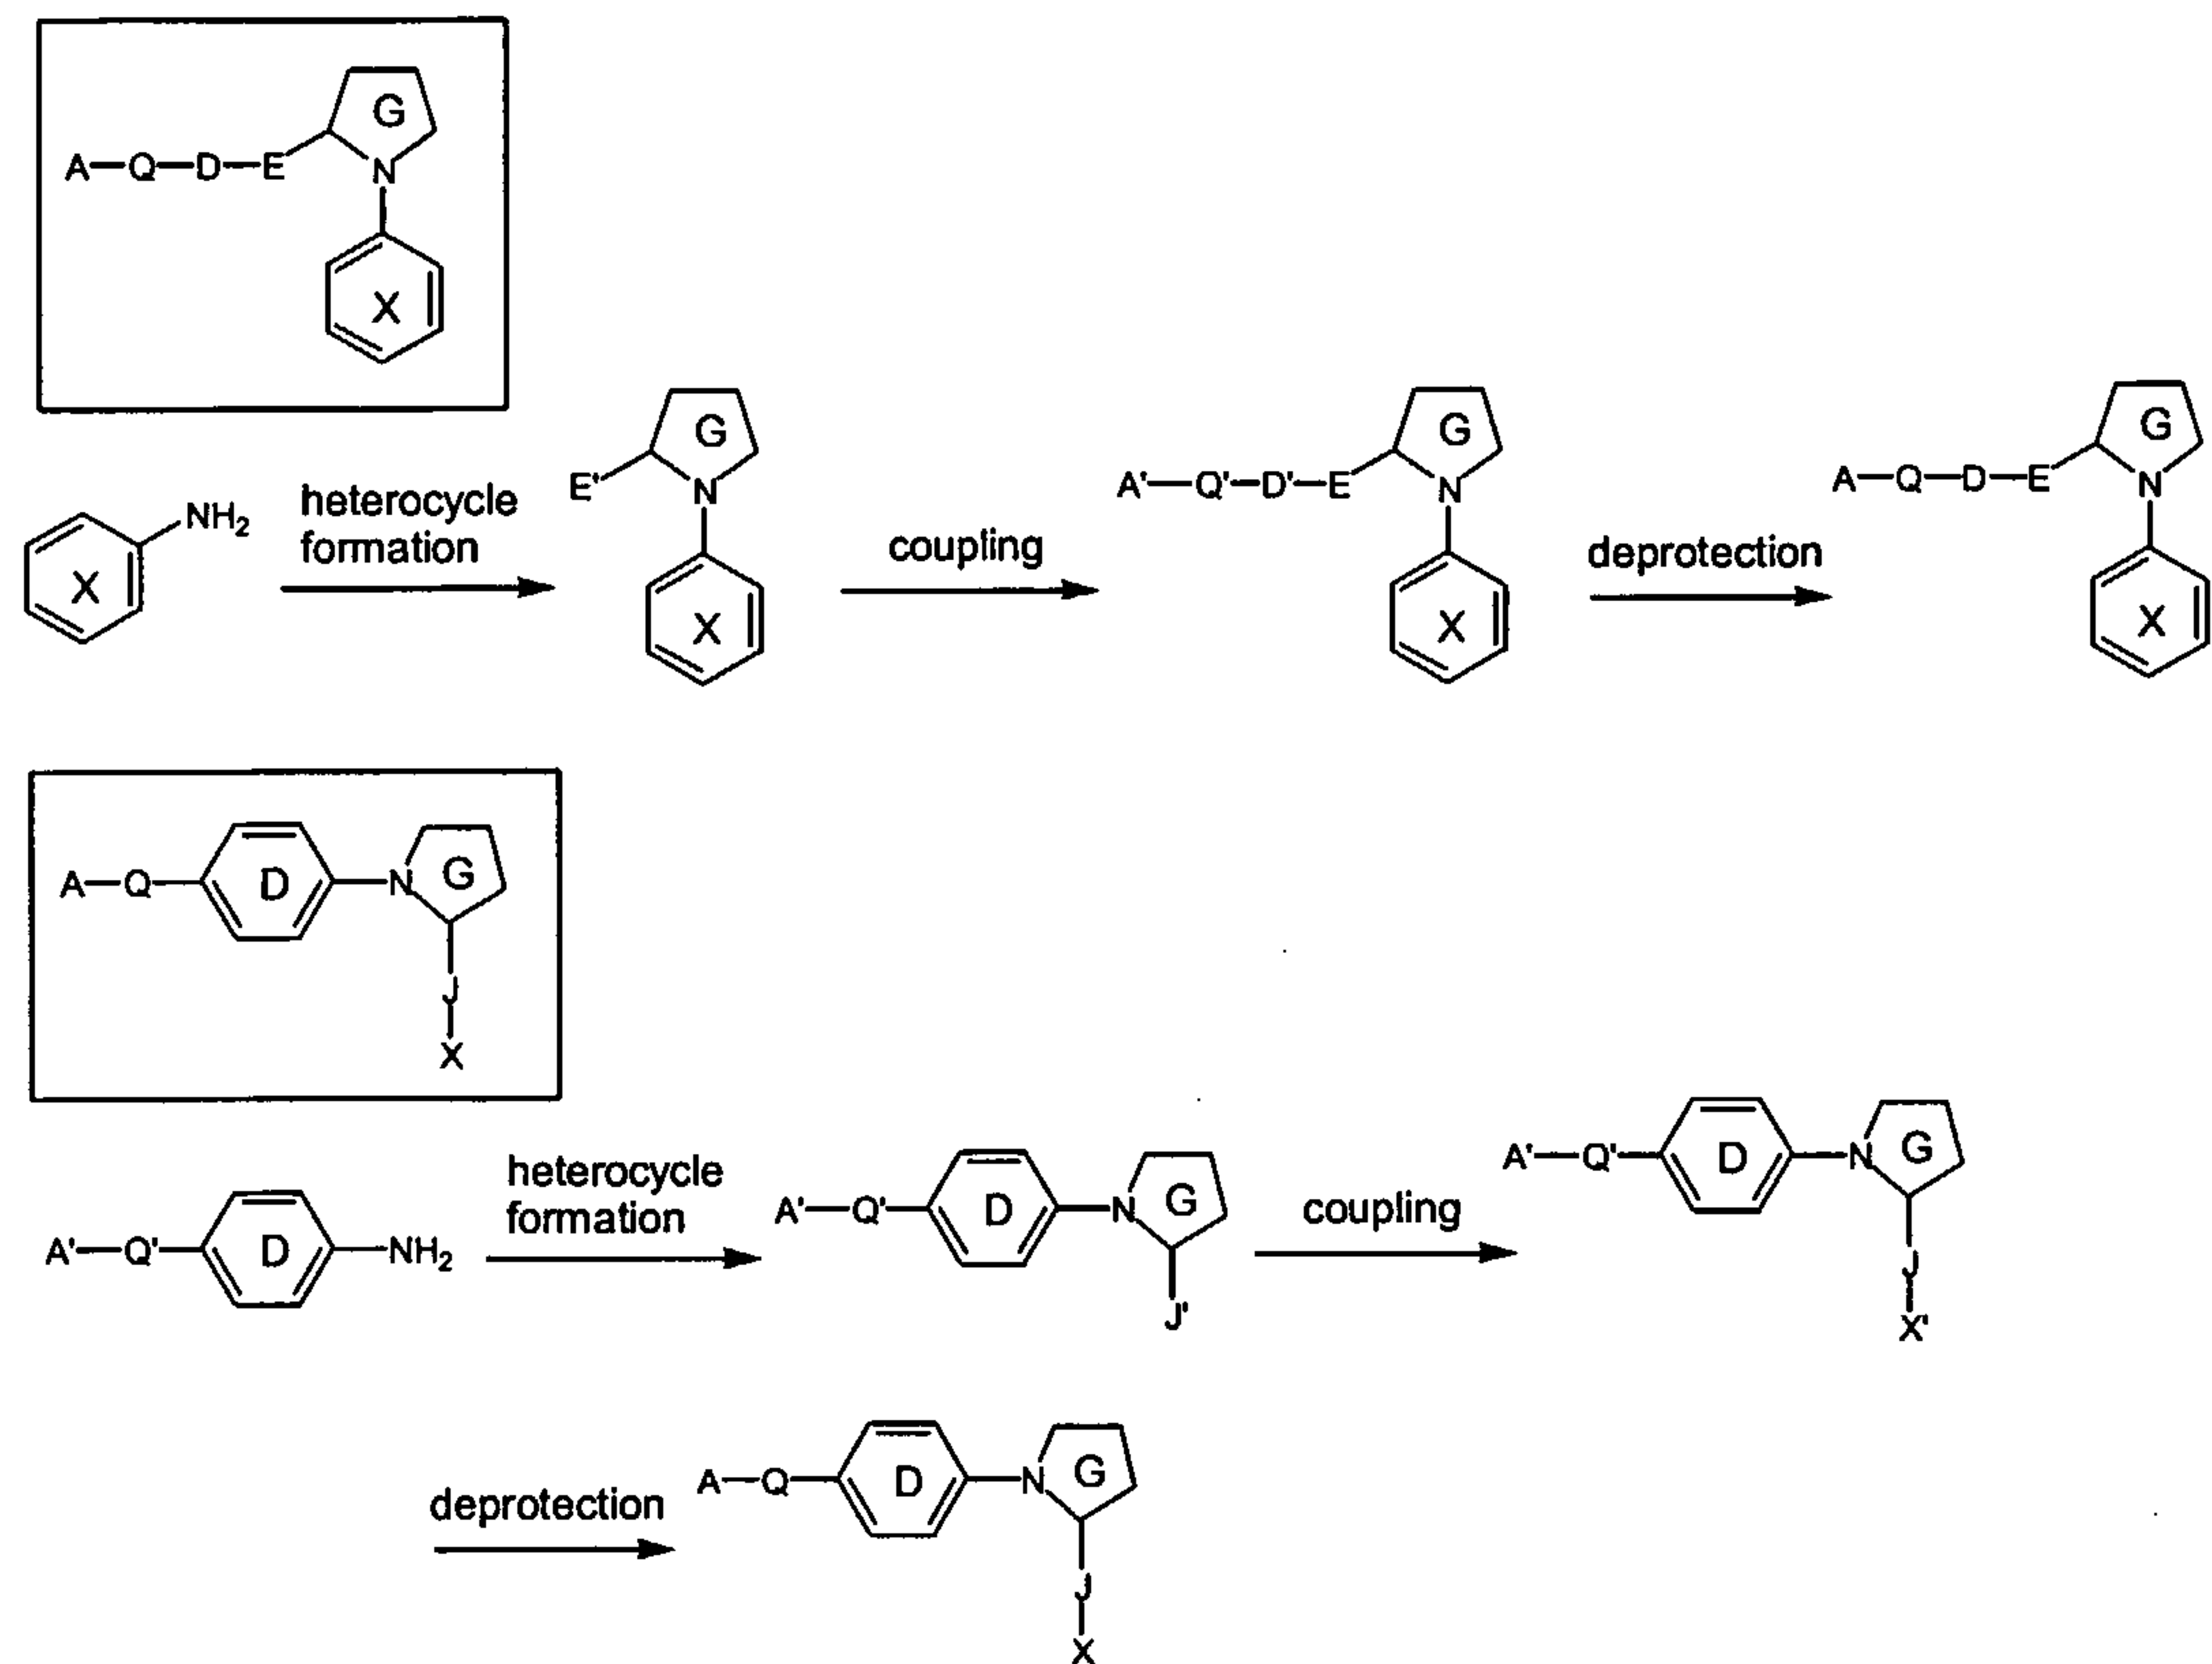 G
A—Q—D—E
N
X
G
E'
N
X
NH2
X
heterocycle
formation
coupling
G
A'—Q'—D'—E
N
X
deprotection
G
A—Q—D—E
N
X
A—Q D N G
J
X
A'—Q' D NH2
heterocycle
formation
A'—Q' D N G
J'
coupling
A'—Q' D N G
J
X'
deprotection
A—Q D N G
J
X